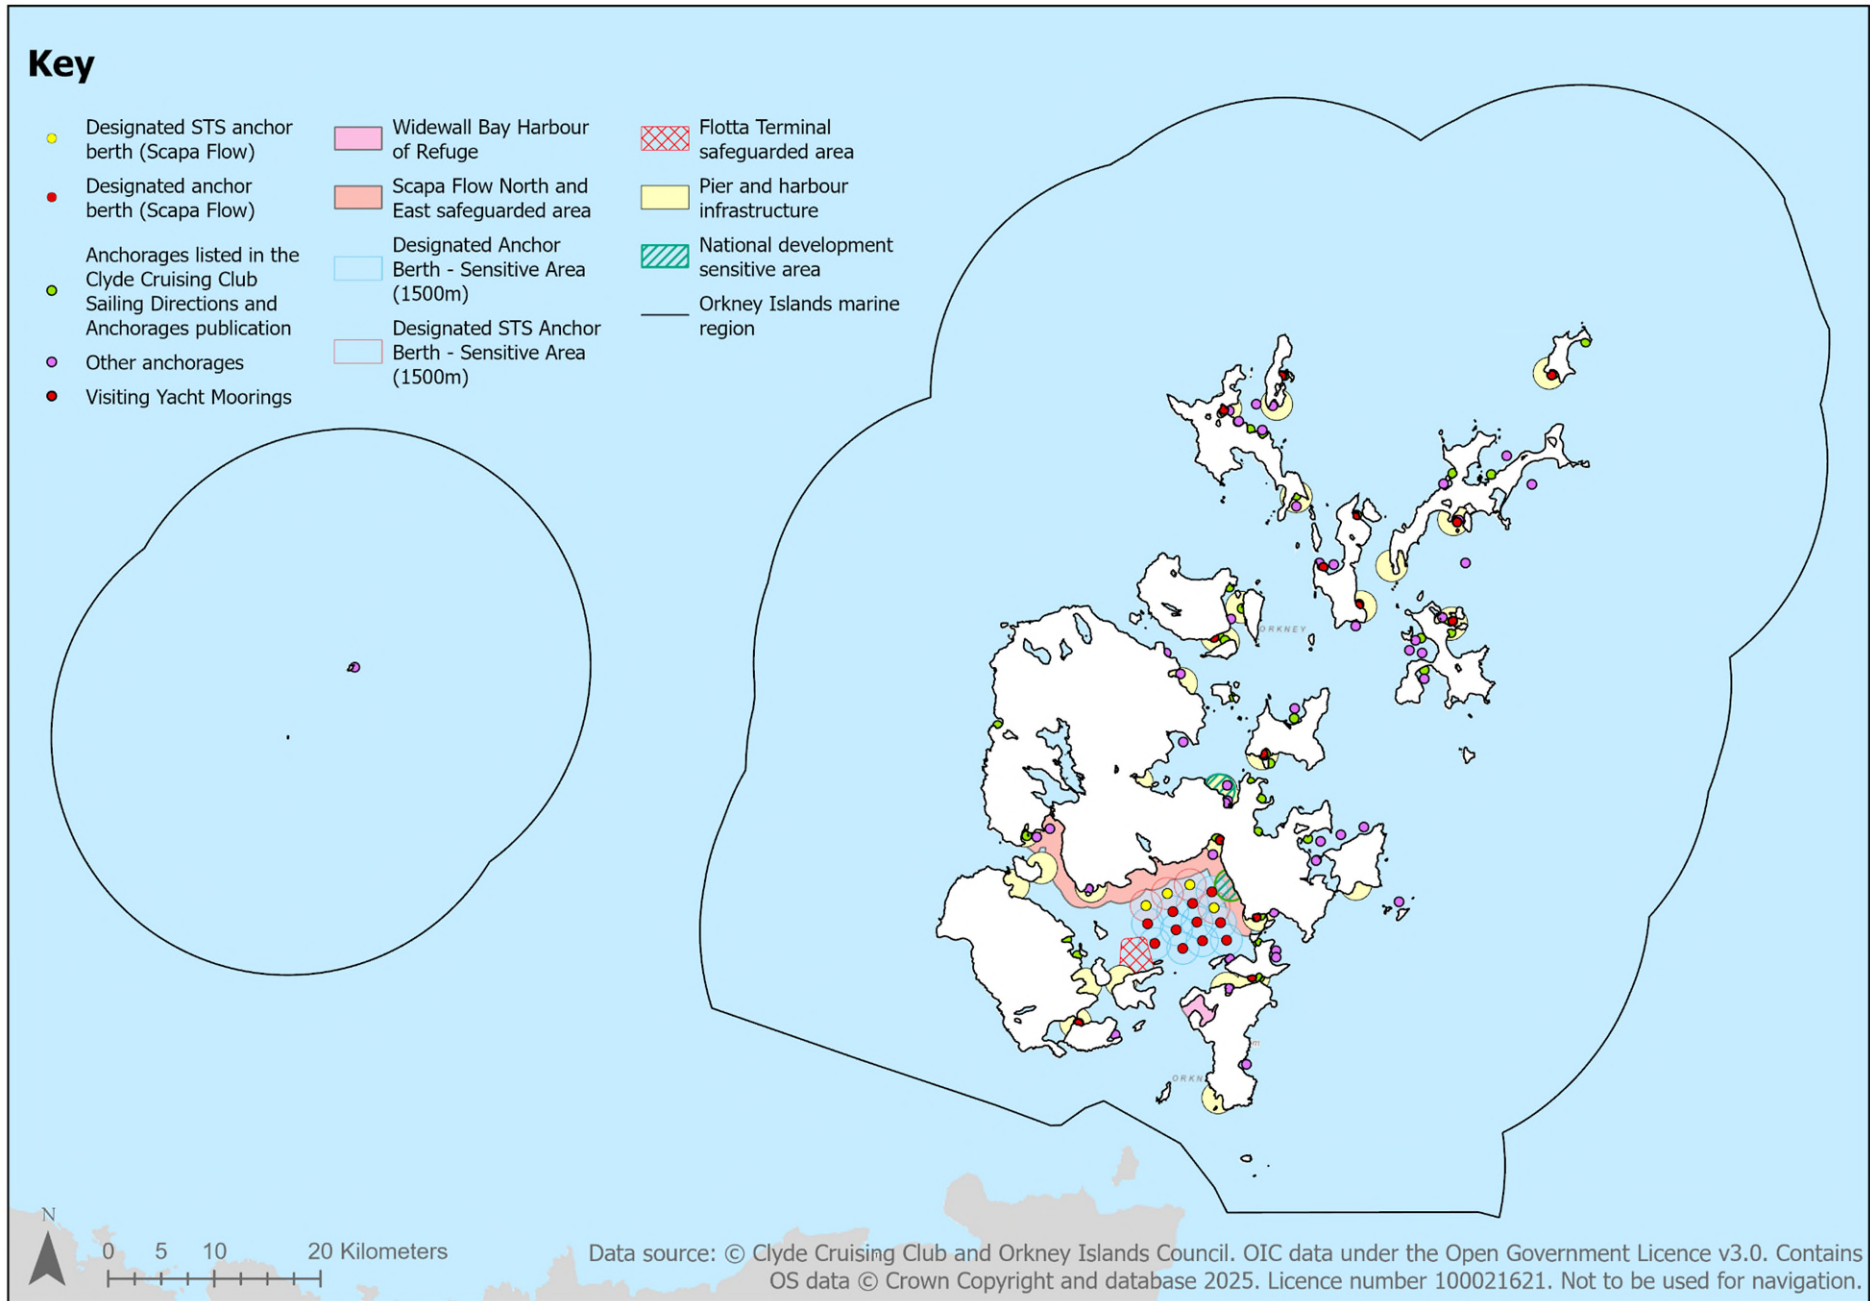 Key
Designated STS anchor
berth (Scapa Flow)
Designated anchor
berth (Scapa Flow)
Anchorages listed in the
Clyde Cruising Club
Sailing Directions and
Anchorages publication
Other anchorages
Visiting Yacht Moorings
Widewall Bay Harbour
of Refuge
Scapa Flow North and
East safeguarded area
Designated Anchor
Berth - Sensitive Area
(1500m)
Designated STS Anchor
Berth - Sensitive Area
(1500m)
Flotta Terminal
safeguarded area
Pier and harbour
infrastructure
National development
sensitive area
Orkney Islands marine
region
ORKNEY
ORKN
N
0 5 10 20 Kilometers
Data source: © Clyde Cruising Club and Orkney Islands Council. OIC data under the Open Government Licence v3.0. Contains
OS data © Crown Copyright and database 2025. Licence number 100021621. Not to be used for navigation.